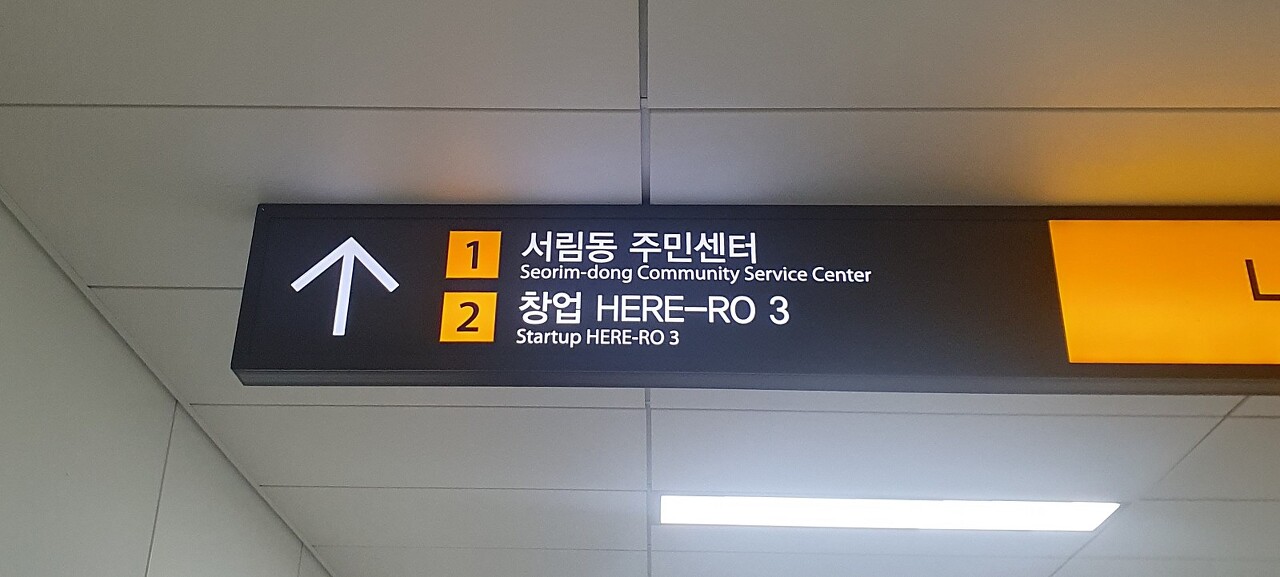 1 서림동 주민센터
Seorim-dong Community Service Center
2 창업 HERE-RO 3
Startup HERE-RO 3